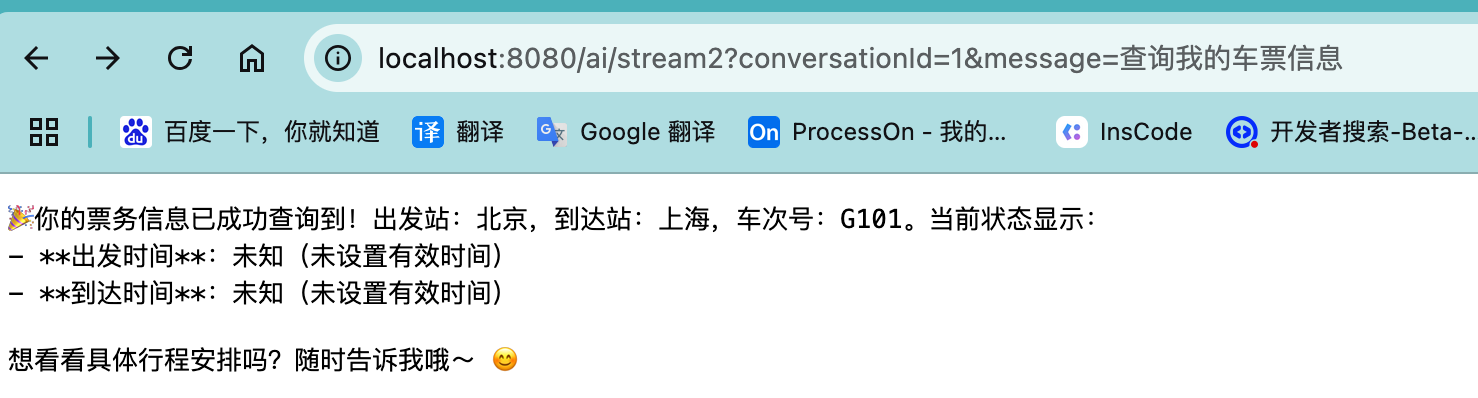 localhost:8080/ai/stream2?conversationId=1&message=查询我的车票信息
百度一下，你就知道 译 翻译 Google 翻译 On ProcessOn - 我的... InsCode 开发者搜索-Beta-...
🎉你的票务信息已成功查询到！出发站：北京，到达站：上海，车次号：G101。当前状态显示：
- **出发时间**：未知（未设置有效时间）
- **到达时间**：未知（未设置有效时间）
想看看具体行程安排吗？随时告诉我哦～ 😊